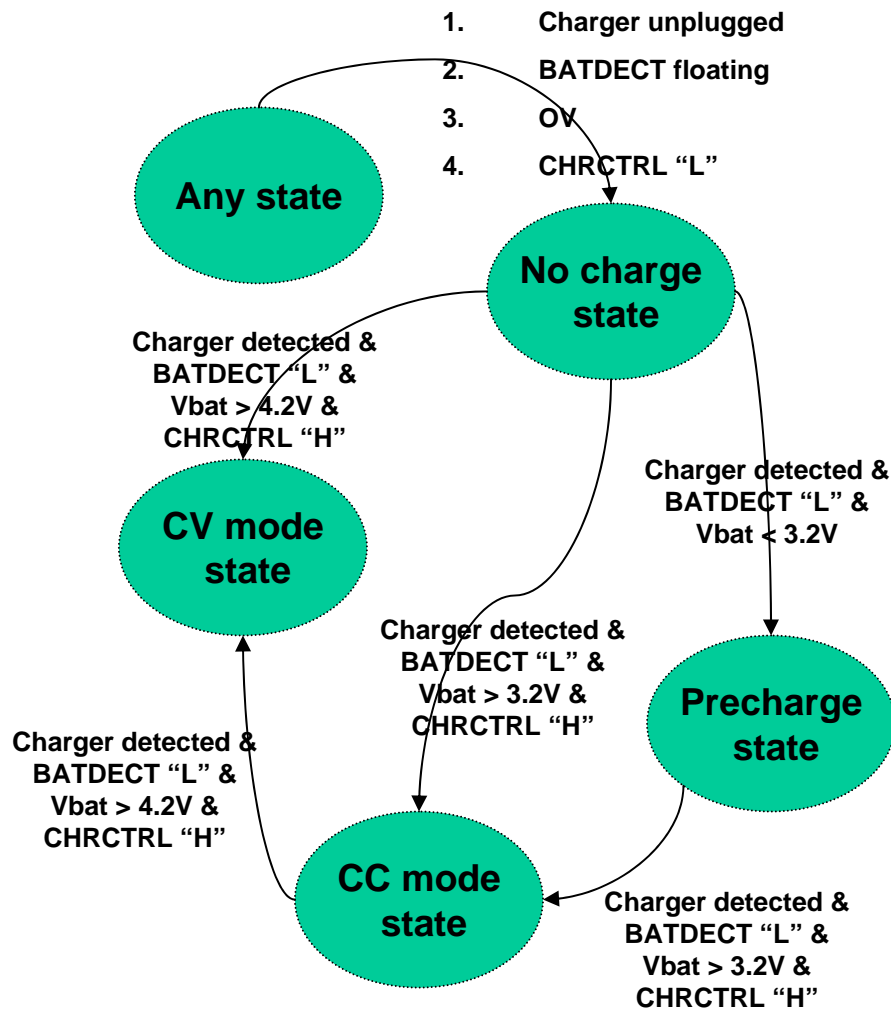 1. Charger unplugged
2. BATDECT floating
3. OV
4. CHRCTRL “L”
Any state
No charge
state
Charger detected &
BATDECT “L” &
Vbat > 4.2V &
CHRCTRL “H”
Charger detected &
BATDECT “L” &
Vbat < 3.2V
CV mode
state
Charger detected &
BATDECT “L” &
Vbat > 3.2V &
CHRCTRL “H”
Precharge
state
Charger detected &
BATDECT “L” &
Vbat > 4.2V &
CHRCTRL “H”
CC mode
state
Charger detected &
BATDECT “L” &
Vbat > 3.2V &
CHRCTRL “H”